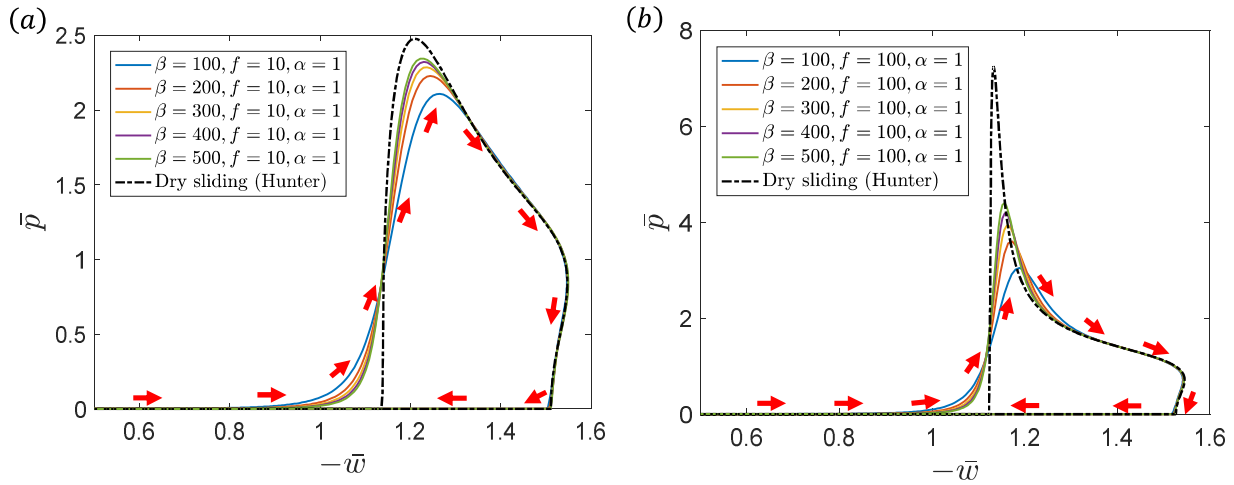 (a)
2.5
2
1.5
1
0.5
0
p̄
β = 100, f = 10, α = 1
β = 200, f = 10, α = 1
β = 300, f = 10, α = 1
β = 400, f = 10, α = 1
β = 500, f = 10, α = 1
Dry sliding (Hunter)
0.6 0.8 1 1.2 1.4 1.6
−w̄
(b)
8
6
4
2
0
p̄
β = 100, f = 100, α = 1
β = 200, f = 100, α = 1
β = 300, f = 100, α = 1
β = 400, f = 100, α = 1
β = 500, f = 100, α = 1
Dry sliding (Hunter)
0.6 0.8 1 1.2 1.4 1.6
−w̄